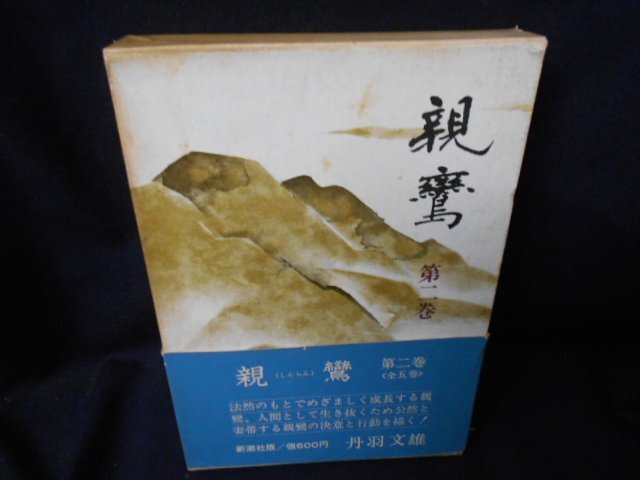 親鸞
第二巻
親(しんらん)鸞
第二巻
〈全五巻〉
法然のもとでめざましく成長する親
鸞。人間として生き抜くため公然と
妻帯する親鸞の決意と行動を描く！
新潮社版／価600円
丹羽文雄